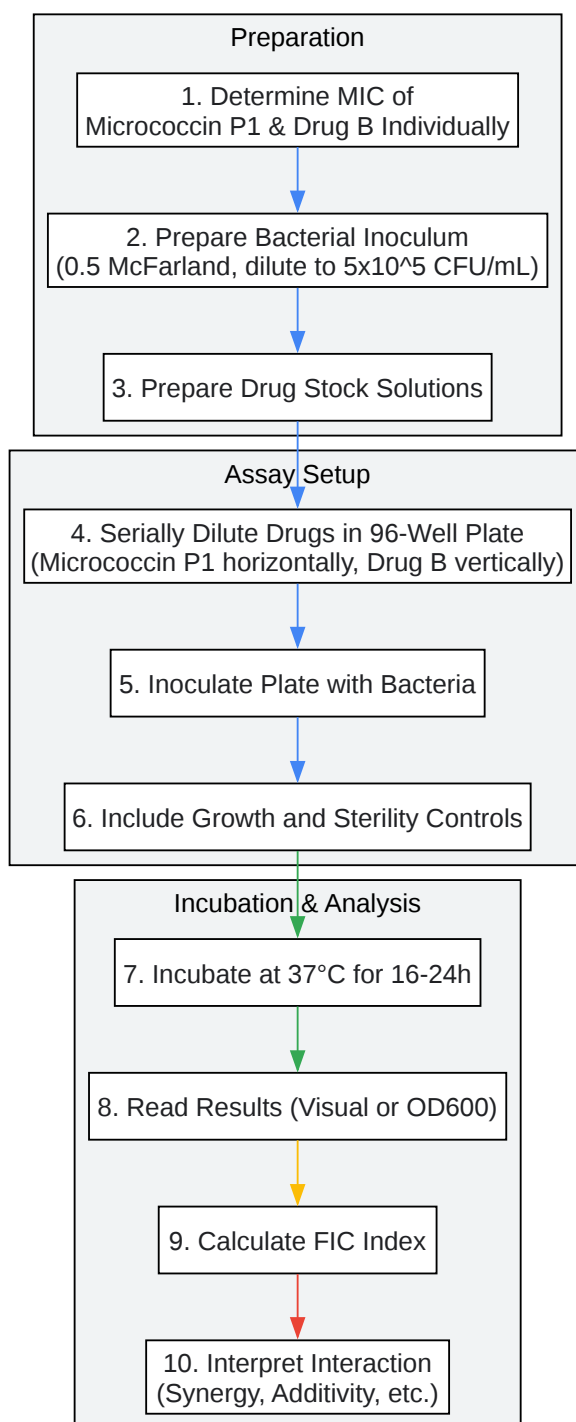 Preparation
1. Determine MIC of
Micrococcin P1 & Drug B Individually
2. Prepare Bacterial Inoculum
(0.5 McFarland, dilute to 5x10^5 CFU/mL)
3. Prepare Drug Stock Solutions
Assay Setup
4. Serially Dilute Drugs in 96-Well Plate
(Micrococcin P1 horizontally, Drug B vertically)
5. Inoculate Plate with Bacteria
6. Include Growth and Sterility Controls
Incubation & Analysis
7. Incubate at 37°C for 16-24h
8. Read Results (Visual or OD600)
9. Calculate FIC Index
10. Interpret Interaction
(Synergy, Additivity, etc.)